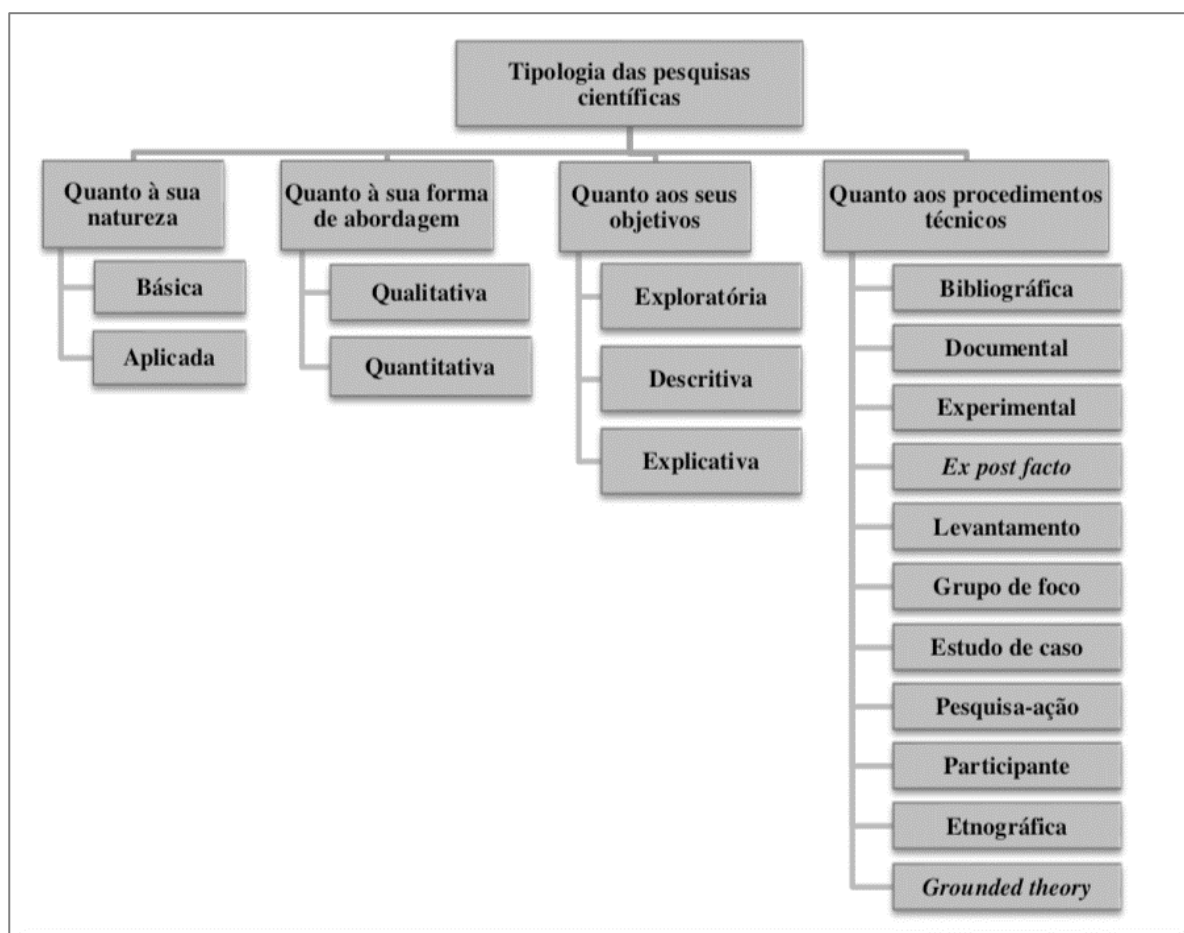 Tipologia das pesquisas
científicas
Quanto à sua
natureza
Básica
Aplicada
Quanto à sua forma
de abordagem
Qualitativa
Quantitativa
Quanto aos seus
objetivos
Exploratória
Descritiva
Explicativa
Quanto aos procedimentos
técnicos
Bibliográfica
Documental
Experimental
Ex post facto
Levantamento
Grupo de foco
Estudo de caso
Pesquisa-ação
Participante
Etnográfica
Grounded theory